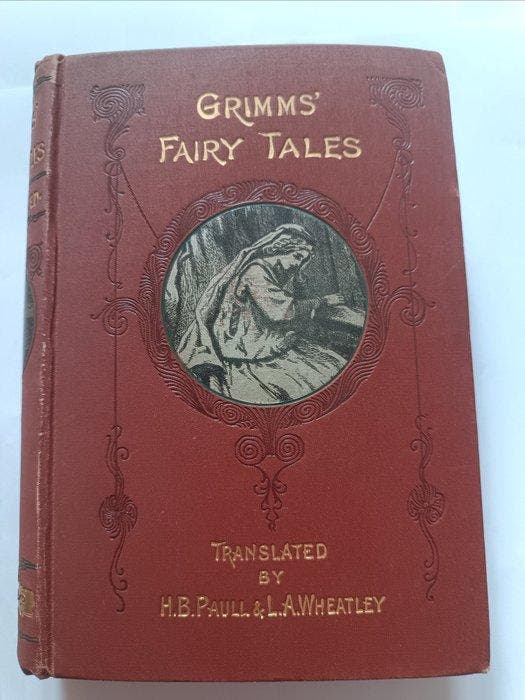 GRIMMS'
FAIRY TALES
TRANSLATED
BY
H.B. PAULL & L.A. WHEATLEY